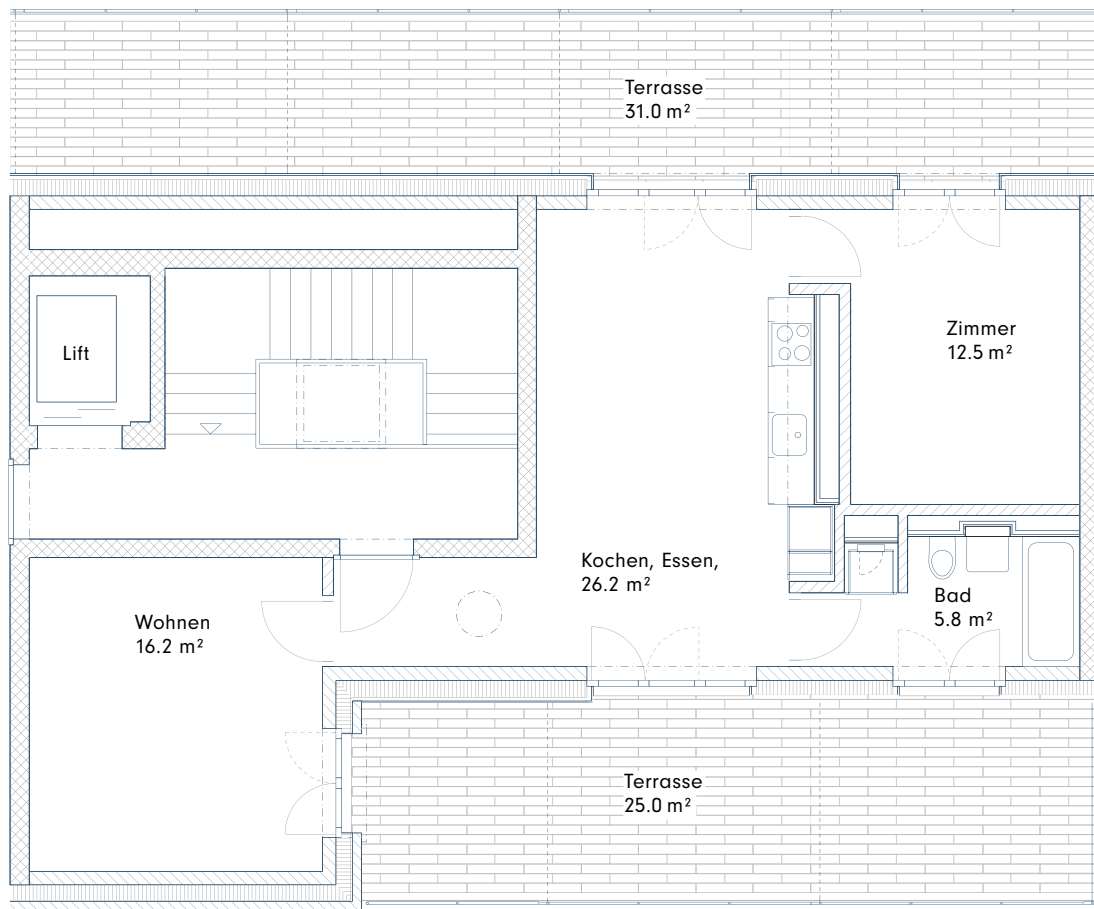 Terrasse
31.0 m²
Lift
Zimmer
12.5 m²
Kochen, Essen,
26.2 m²
Bad
5.8 m²
Wohnen
16.2 m²
Terrasse
25.0 m²